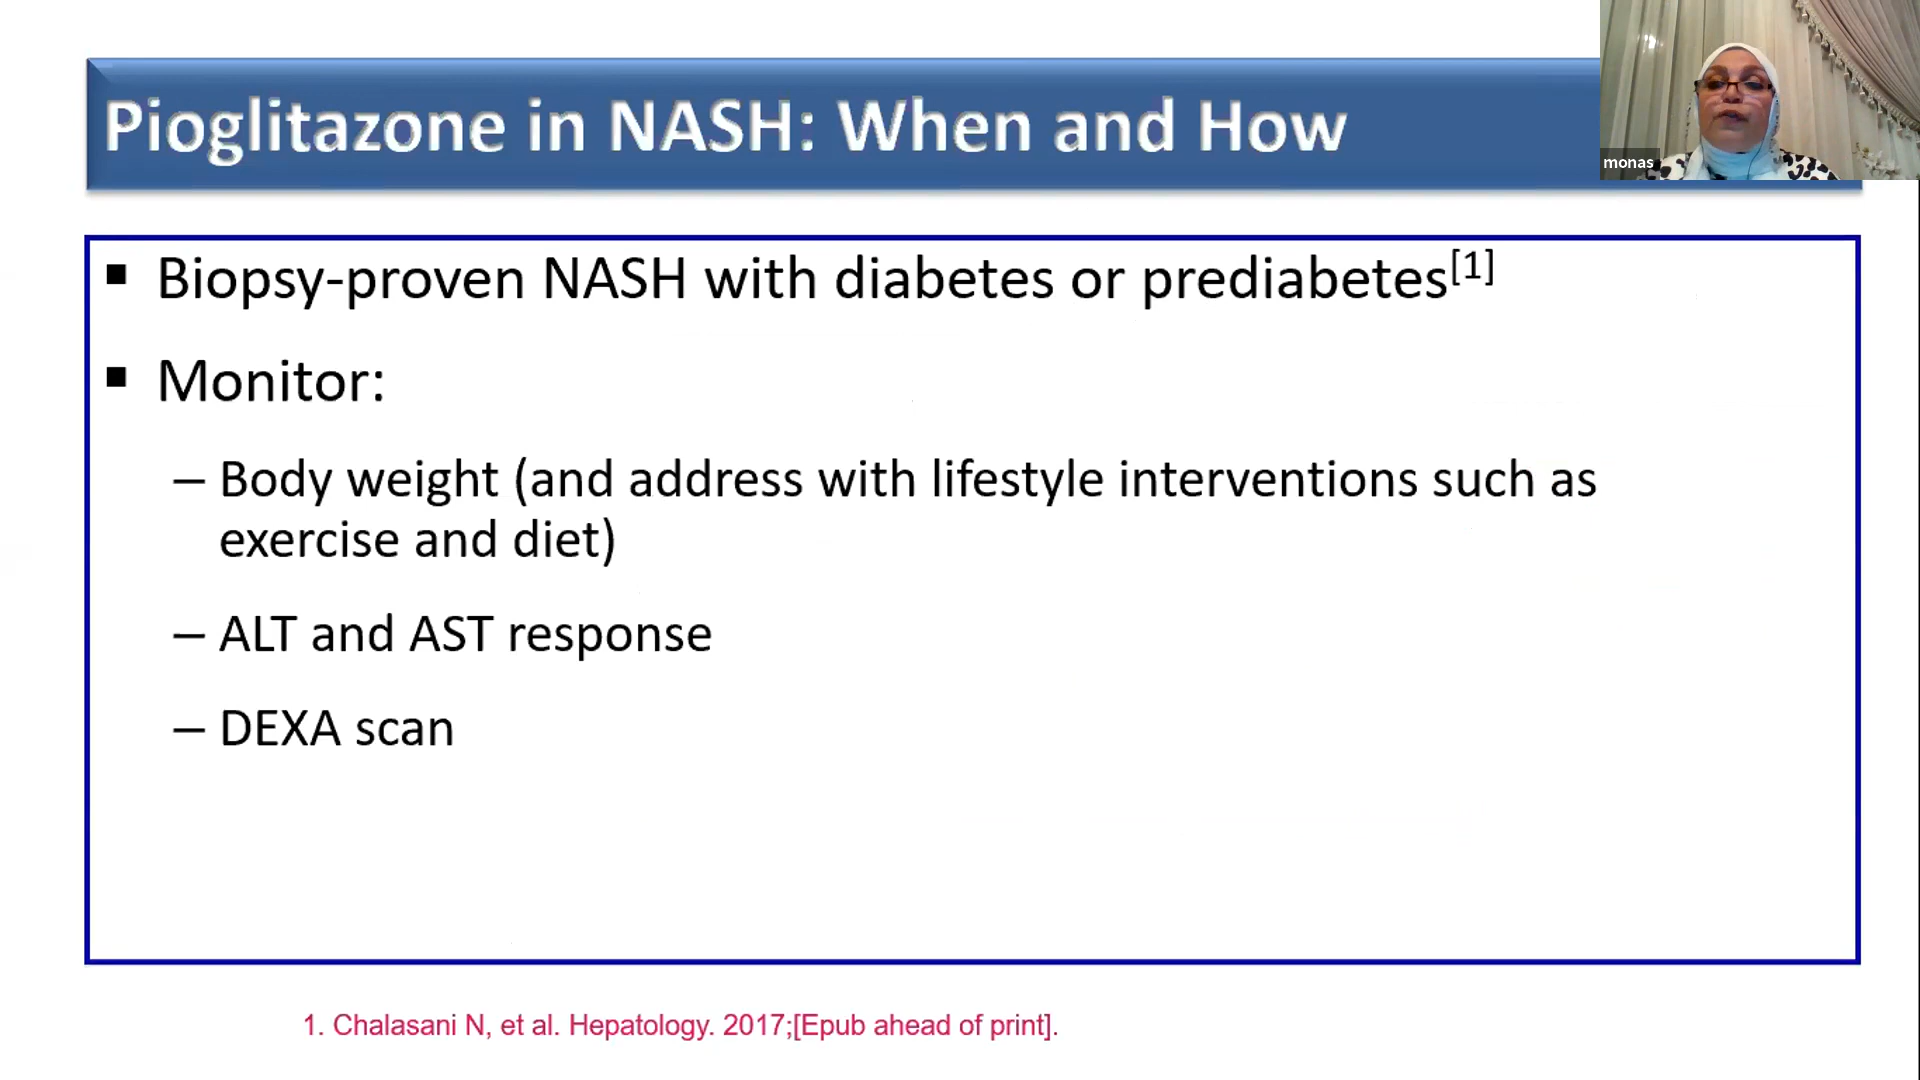 Pioglitazone in NASH: When and How
monas
▪ Biopsy-proven NASH with diabetes or prediabetes[1]
▪ Monitor:
– Body weight (and address with lifestyle interventions such as
exercise and diet)
– ALT and AST response
– DEXA scan
1. Chalasani N, et al. Hepatology. 2017;[Epub ahead of print].